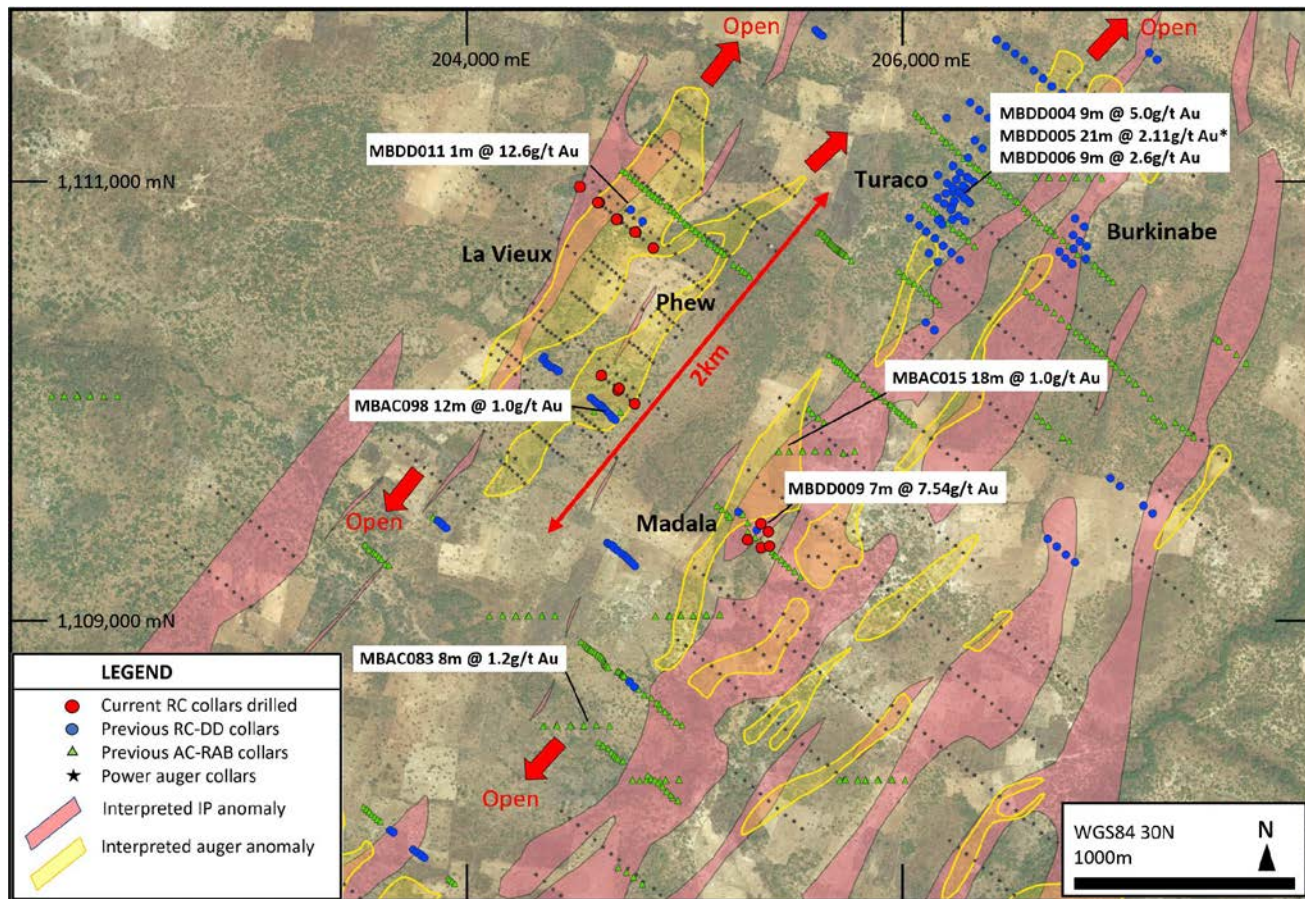 Open
204,000 mE
206,000 mE
Open
MBDD004 9m @ 5.0g/t Au
MBDD005 21m @ 2.11g/t Au*
MBDD006 9m @ 2.6g/t Au
MBDD011 1m @ 12.6g/t Au
1,111,000 mN
Turaco
Burkinabe
La Vieux
Phew
2km
MBAC015 18m @ 1.0g/t Au
MBAC098 12m @ 1.0g/t Au
MBDD009 7m @ 7.54g/t Au
Open
Madala
1,109,000 mN
MBAC083 8m @ 1.2g/t Au
Open
LEGEND
Current RC collars drilled
Previous RC-DD collars
Previous AC-RAB collars
Power auger collars
Interpreted IP anomaly
Interpreted auger anomaly
WGS84 30N
N
1000m